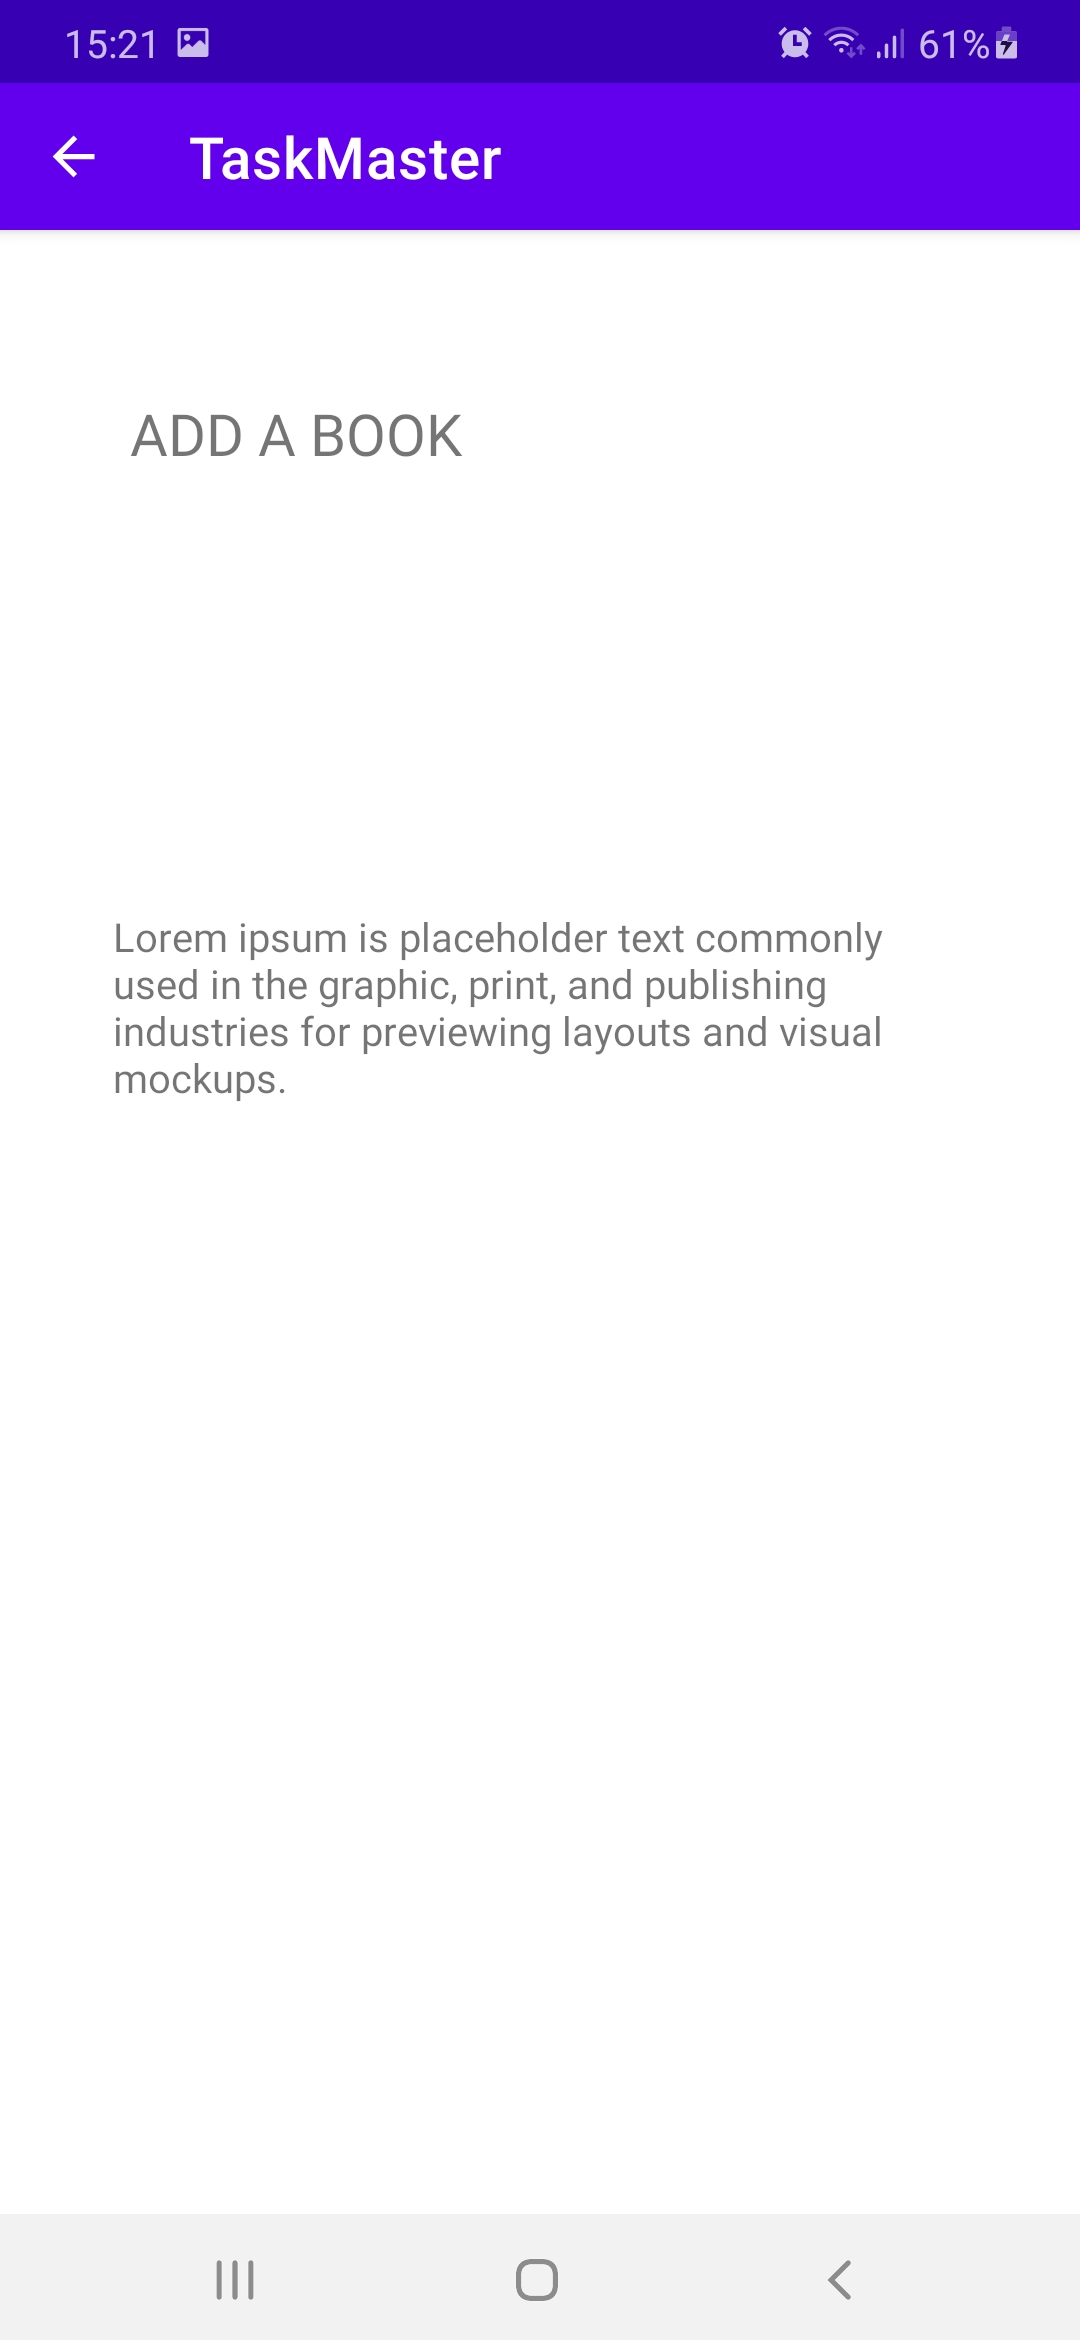 15:21 61%
TaskMaster
ADD A BOOK
Lorem ipsum is placeholder text commonly
used in the graphic, print, and publishing
industries for previewing layouts and visual
mockups.